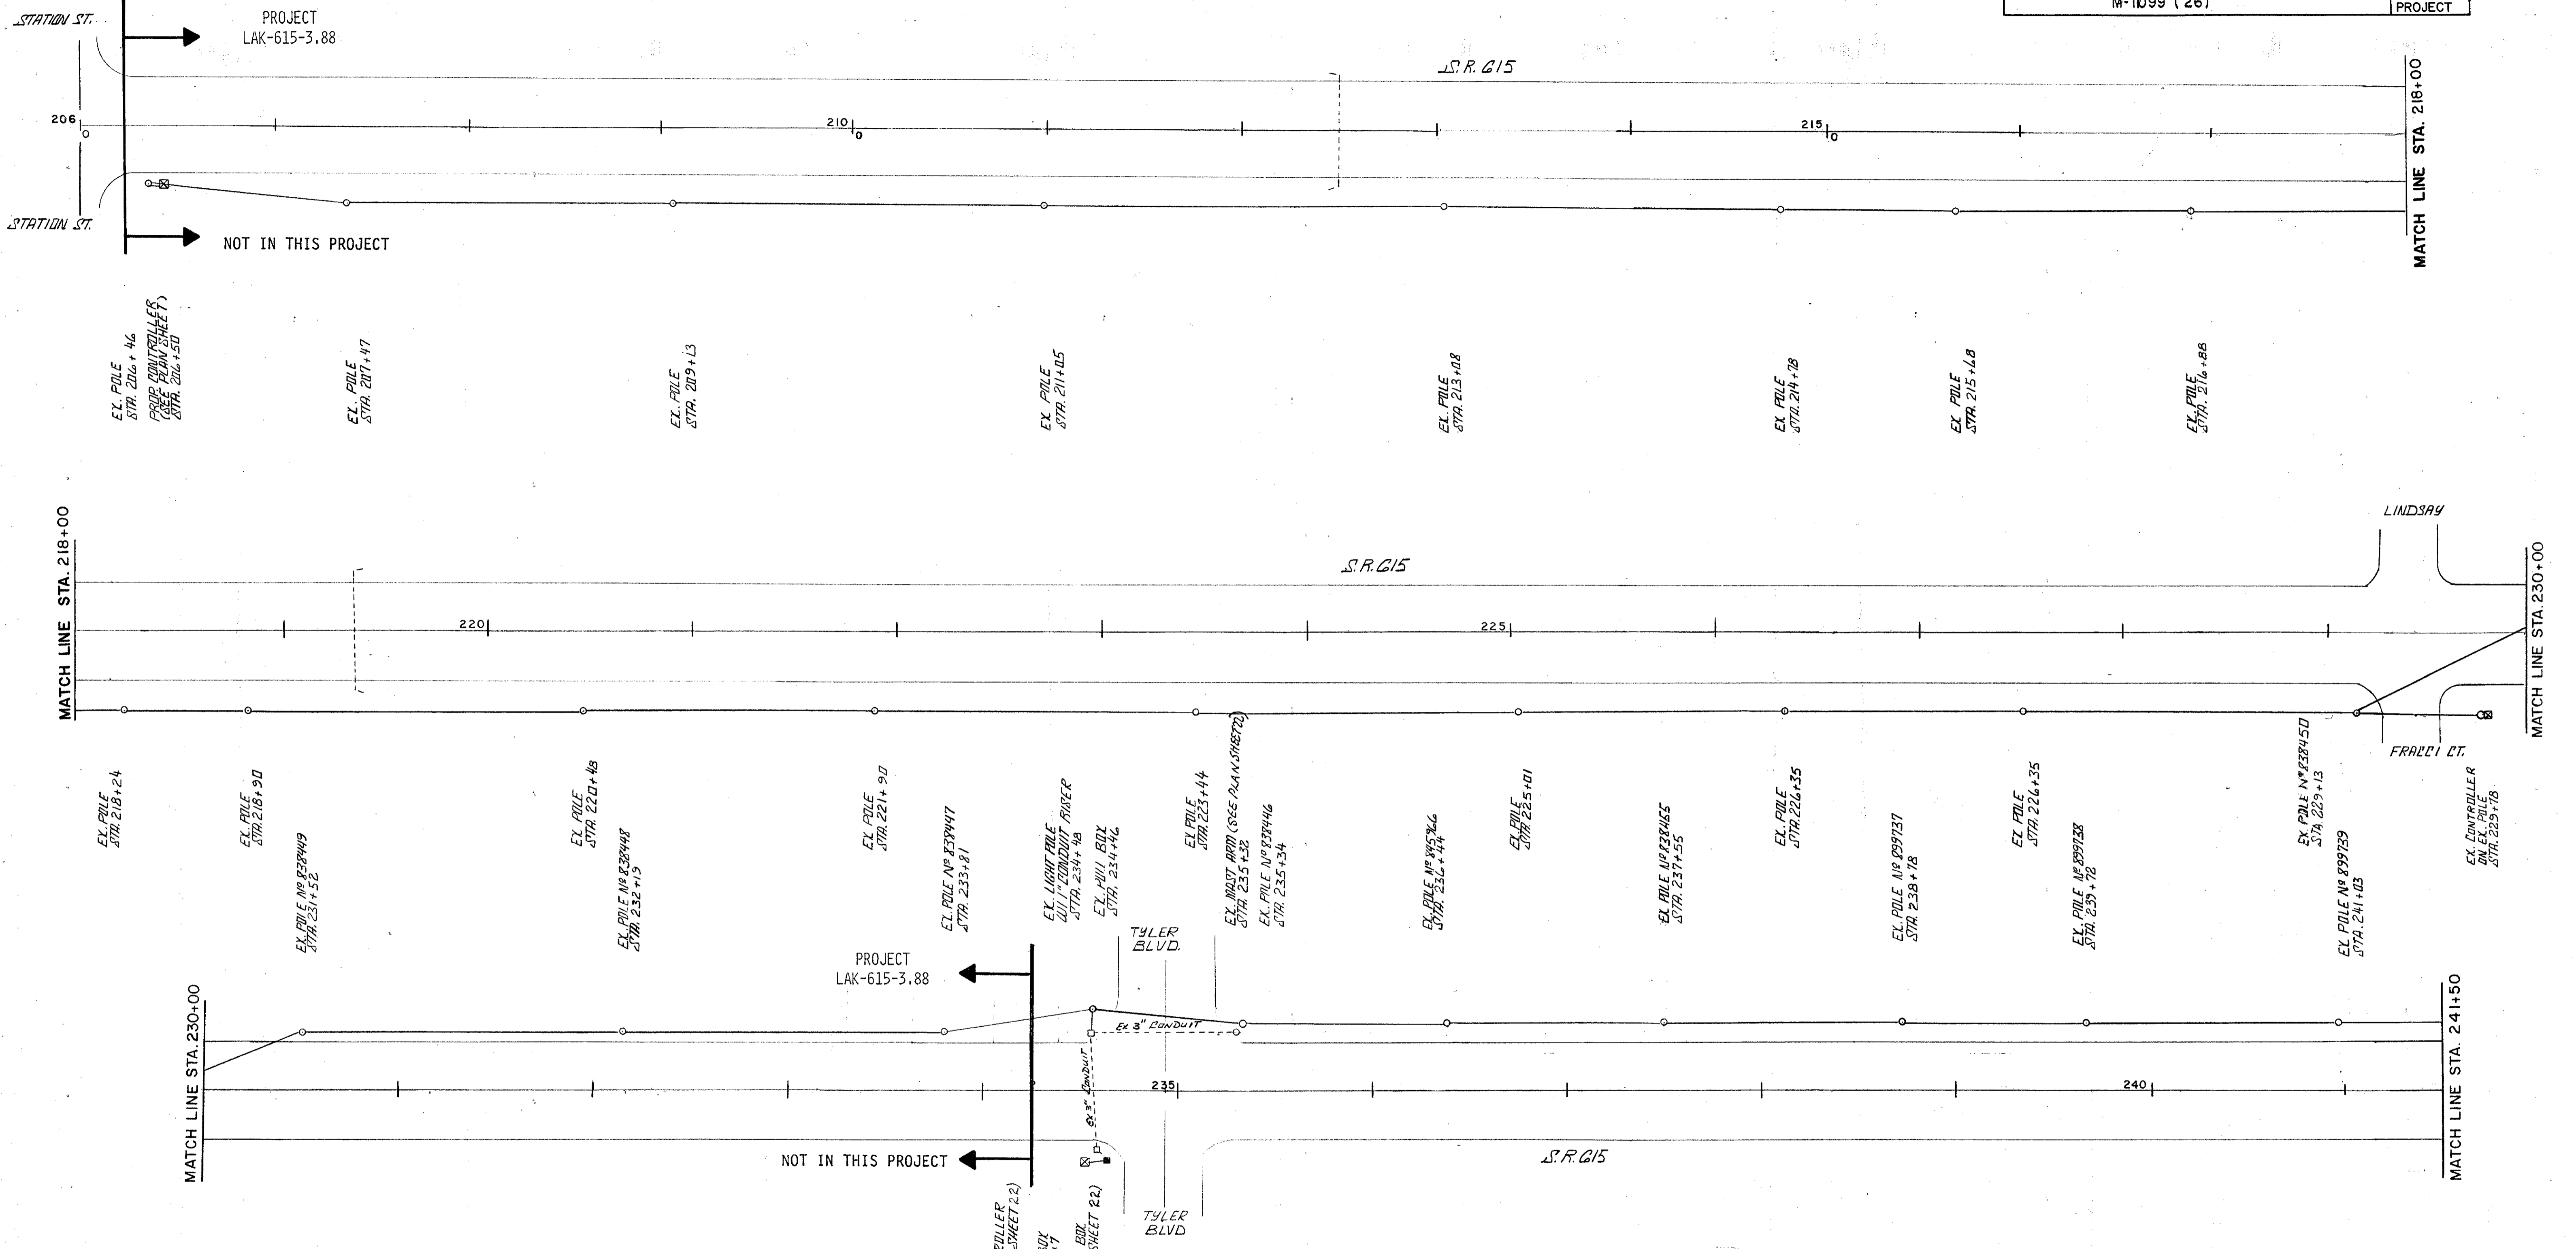 M-1099 (26)
PROJECT
STATION ST.
PROJECT
LAK-615-3.88
S.R. 615
206
0
210
0
215
0
MATCH LINE STA. 218+00
STATION ST.
NOT IN THIS PROJECT
EX. POLE
STA. 206+46
PROP. CONTROLLER
(SEE PLAN SHEET)
STA. 206+50
EX. POLE
STA. 207+47
EX. POLE
STA. 209+13
EX. POLE
STA. 211+05
EX. POLE
STA. 213+08
EX. POLE
STA. 214+78
EX. POLE
STA. 215+68
EX. POLE
STA. 216+88
MATCH LINE STA. 218+00
S.R. 615
LINDSAY
220
225
MATCH LINE STA. 230+00
FRACCI CT.
EX. POLE
STA. 218+24
EX. POLE
STA. 218+90
EX. POLE
STA. 220+48
EX. POLE
STA. 221+90
EX. POLE
STA. 223+44
EX. POLE
STA. 225+01
EX. POLE
STA. 226+35
EX. POLE
STA. 226+35
EX. POLE Nº 838450
STA. 229+13
EX. CONTROLLER
ON EX. POLE
STA. 229+78
EX. POLE Nº 838449
STA. 231+52
EX. POLE Nº 838448
STA. 232+19
EX. POLE Nº 838447
STA. 233+81
EX. LIGHT POLE
W/ 1" CONDUIT RISER
STA. 234+48
EX. PULL BOX
STA. 234+46
EX. MAST ARM (SEE PLAN SHEET 22)
STA. 235+32
EX. POLE Nº 838446
STA. 235+34
EX. POLE Nº 845966
STA. 236+44
EX. POLE Nº 838455
STA. 237+55
EX. POLE Nº 899737
STA. 238+78
EX. POLE Nº 899738
STA. 239+72
EX. POLE Nº 899739
STA. 241+03
TYLER
BLVD.
PROJECT
LAK-615-3.88
MATCH LINE STA. 230+00
EX 3" CONDUIT
EX 3" CONDUIT
235
240
MATCH LINE STA. 241+50
NOT IN THIS PROJECT
S.R. 615
TYLER
BLVD
SHEET 22)
BOX
SHEET 22)